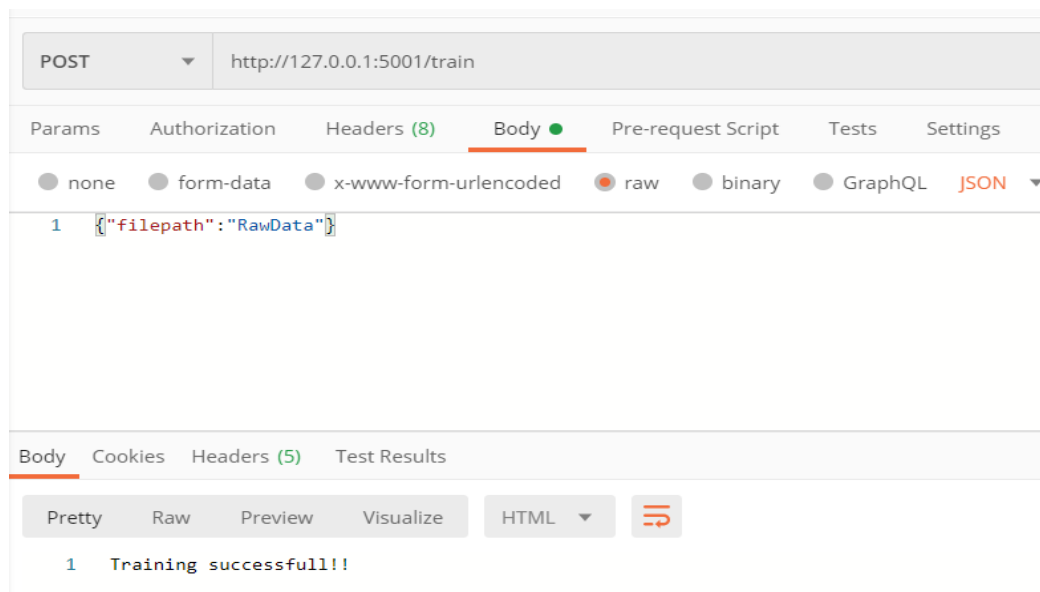 POST http://127.0.0.1:5001/train
Params Authorization Headers (8) Body Pre-request Script Tests Settings
none form-data x-www-form-urlencoded raw binary GraphQL JSON
1 {"filepath":"RawData"}
Body Cookies Headers (5) Test Results
Pretty Raw Preview Visualize HTML
1 Training successfull!!